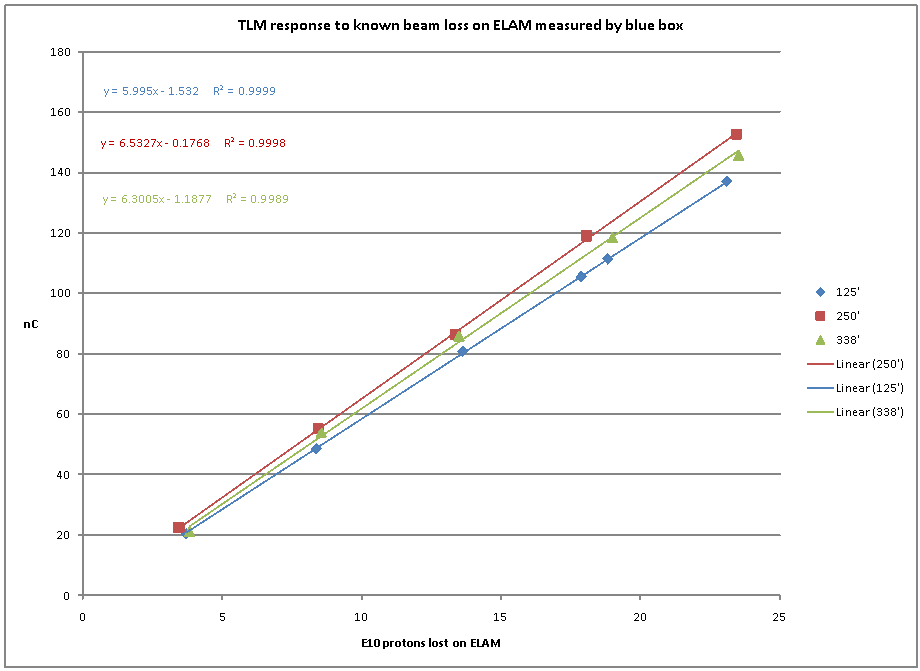 TLM response to known beam loss on ELAM measured by blue box
180
160
140
120
100
80
60
40
20
0
y = 5.995x - 1.532 R² = 0.9999
y = 6.5327x - 0.1768 R² = 0.9998
y = 6.3005x - 1.1877 R² = 0.9989
nC
0 5 10 15 20 25
E10 protons lost on ELAM
125'
250'
338'
Linear (250')
Linear (125')
Linear (338')